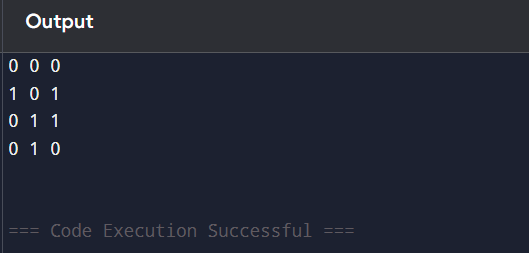 Output
0 0 0
1 0 1
0 1 1
0 1 0
=== Code Execution Successful ===